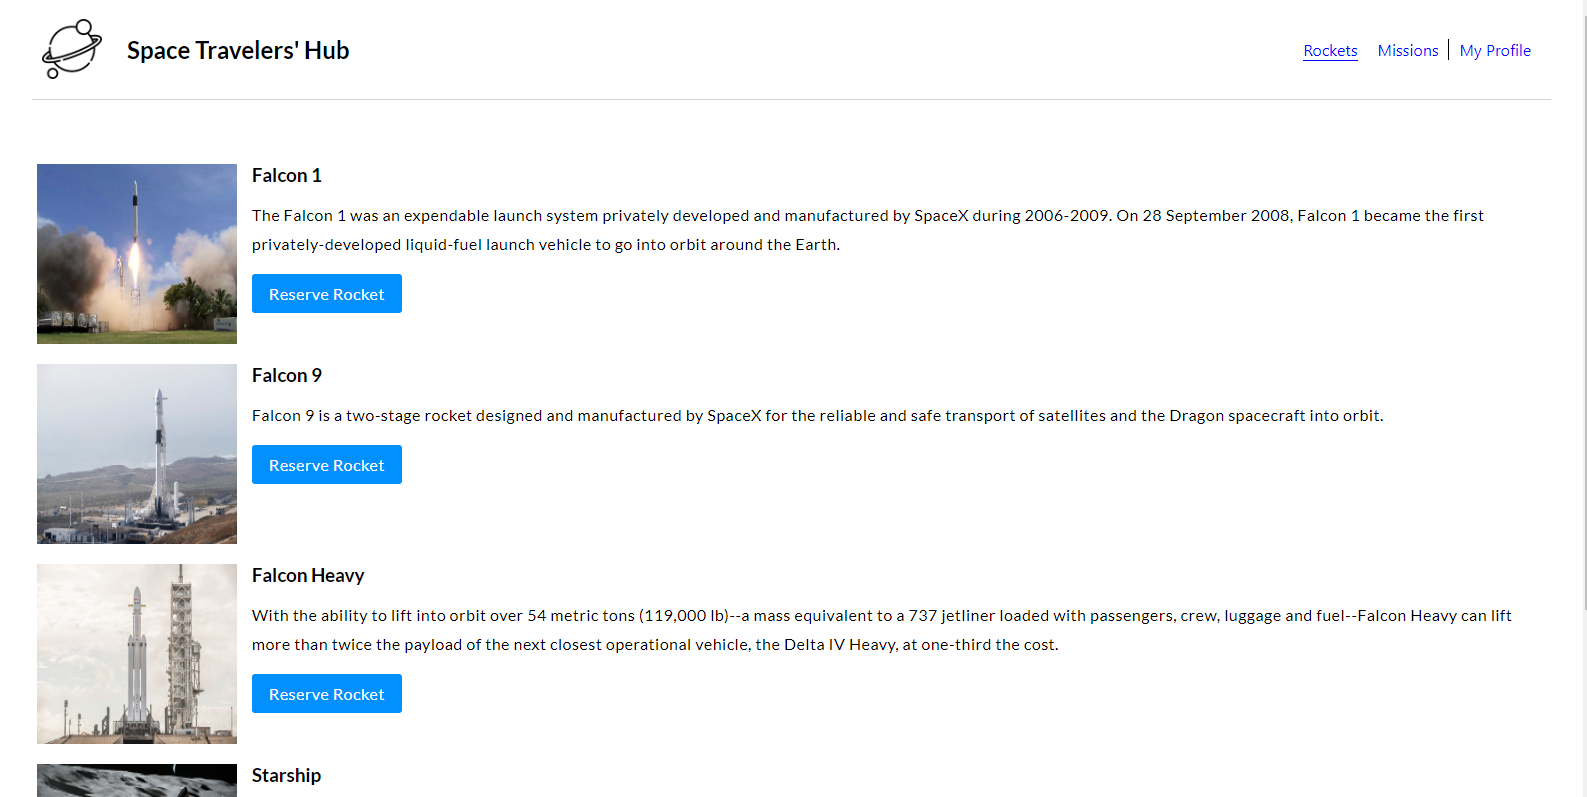 Space Travelers' Hub
Rockets Missions My Profile
Falcon 1
The Falcon 1 was an expendable launch system privately developed and manufactured by SpaceX during 2006-2009. On 28 September 2008, Falcon 1 became the first
privately-developed liquid-fuel launch vehicle to go into orbit around the Earth.
Reserve Rocket
Falcon 9
Falcon 9 is a two-stage rocket designed and manufactured by SpaceX for the reliable and safe transport of satellites and the Dragon spacecraft into orbit.
Reserve Rocket
Falcon Heavy
With the ability to lift into orbit over 54 metric tons (119,000 lb)--a mass equivalent to a 737 jetliner loaded with passengers, crew, luggage and fuel--Falcon Heavy can lift
more than twice the payload of the next closest operational vehicle, the Delta IV Heavy, at one-third the cost.
Reserve Rocket
Starship